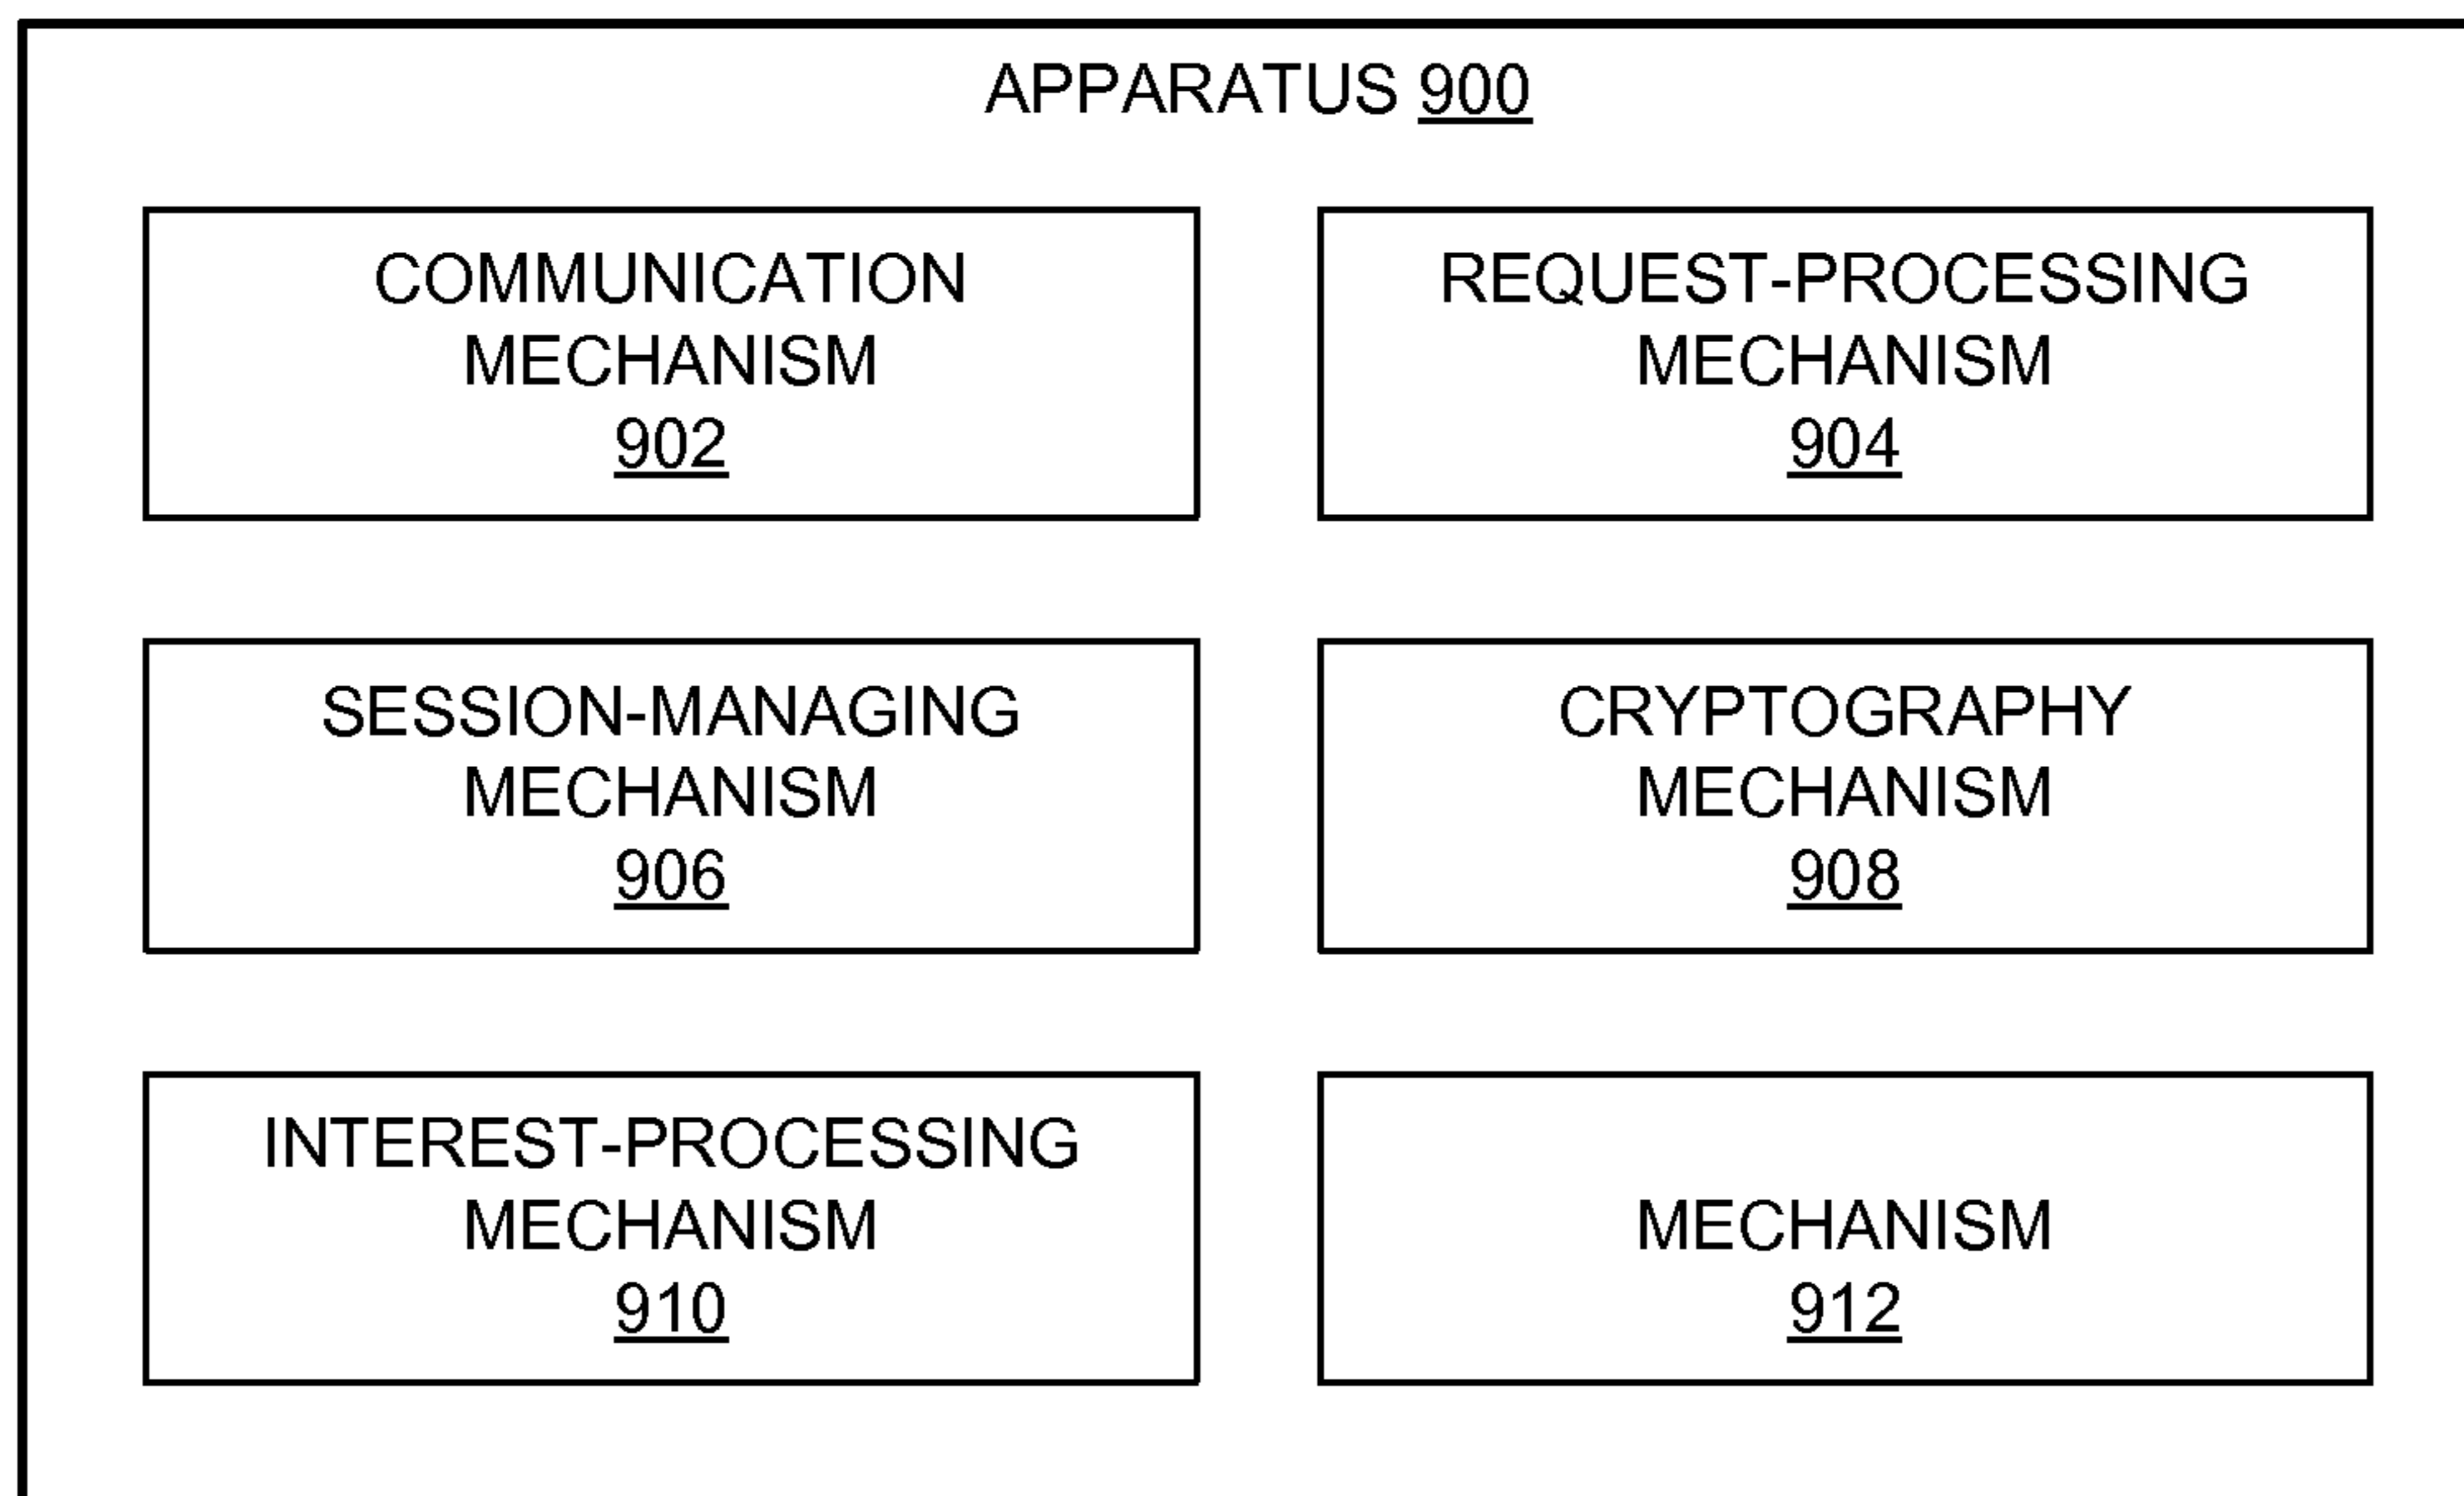 APPARATUS 900
COMMUNICATION
MECHANISM
902
REQUEST-PROCESSING
MECHANISM
904
SESSION-MANAGING
MECHANISM
906
CRYPTOGRAPHY
MECHANISM
908
INTEREST-PROCESSING
MECHANISM
910
MECHANISM
912